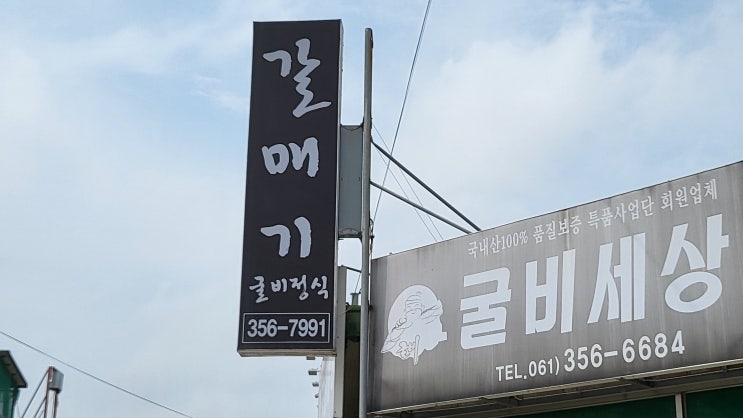 갈매기
굴비정식
356-7991
국내산100% 품질보증 특품사업단 회원업체
굴비세상
TEL.061) 356-6684